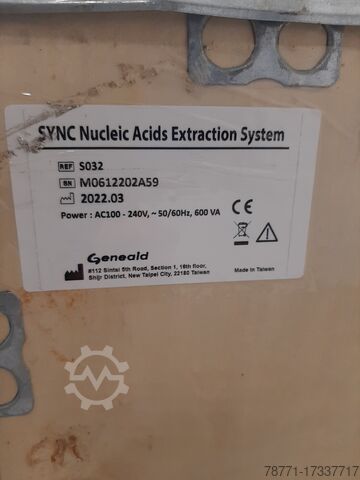 SYNC Nucleic Acids Extraction System
REF S032
SN M0612202A59
2022.03
Power : AC100 - 240V, ~ 50/60Hz, 600 VA
CE
Geneaid
#112 Sintai 5th Road, Section 1, 18th floor,
Shijr District, New Taipei City, 22180 Taiwan
Made in Taiwan
78771-17337717